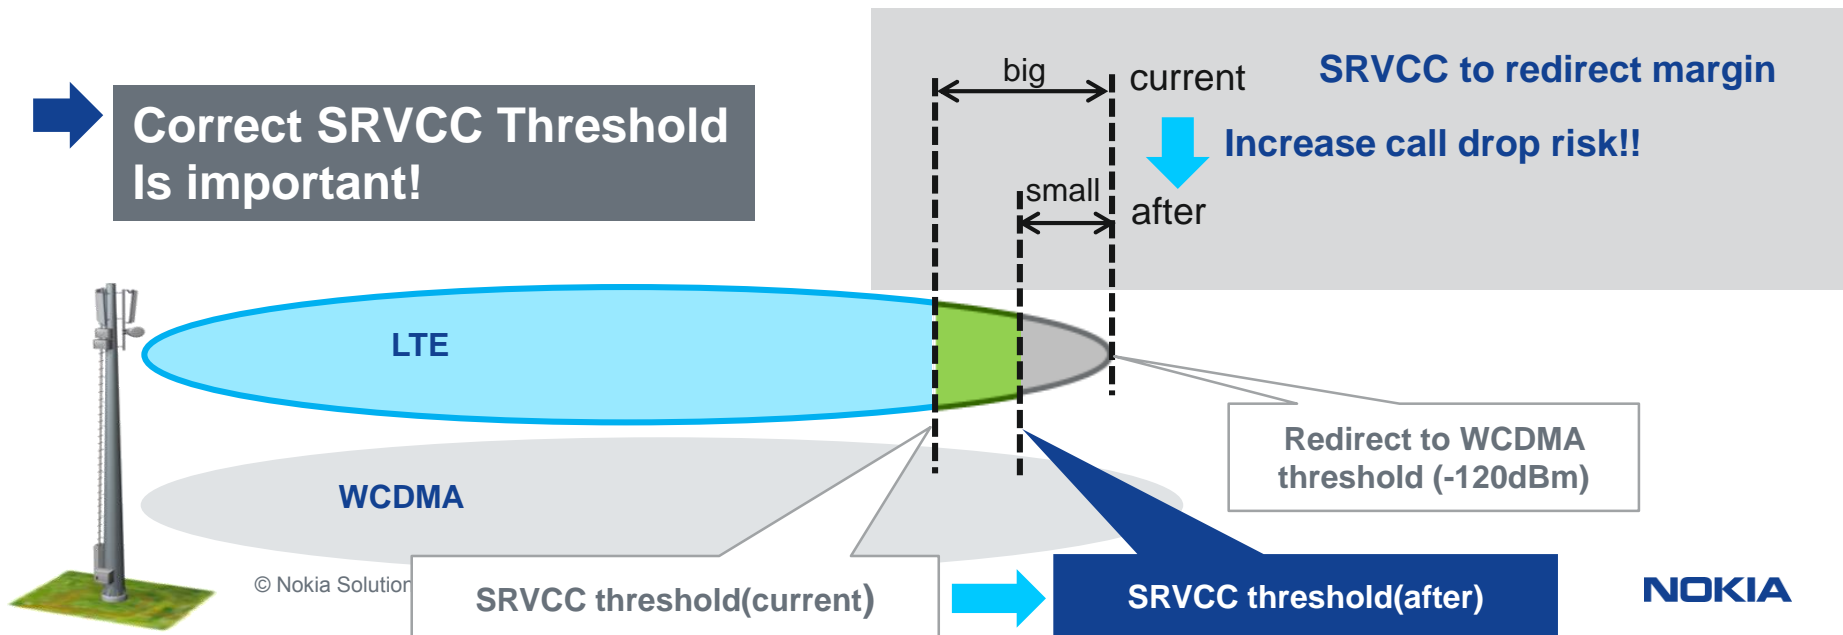 Correct SRVCC Threshold
Is important!
big
current
SRVCC to redirect margin
Increase call drop risk!!
small
after
LTE
WCDMA
Redirect to WCDMA
threshold (-120dBm)
© Nokia Solution
SRVCC threshold(current)
SRVCC threshold(after)
NOKIA